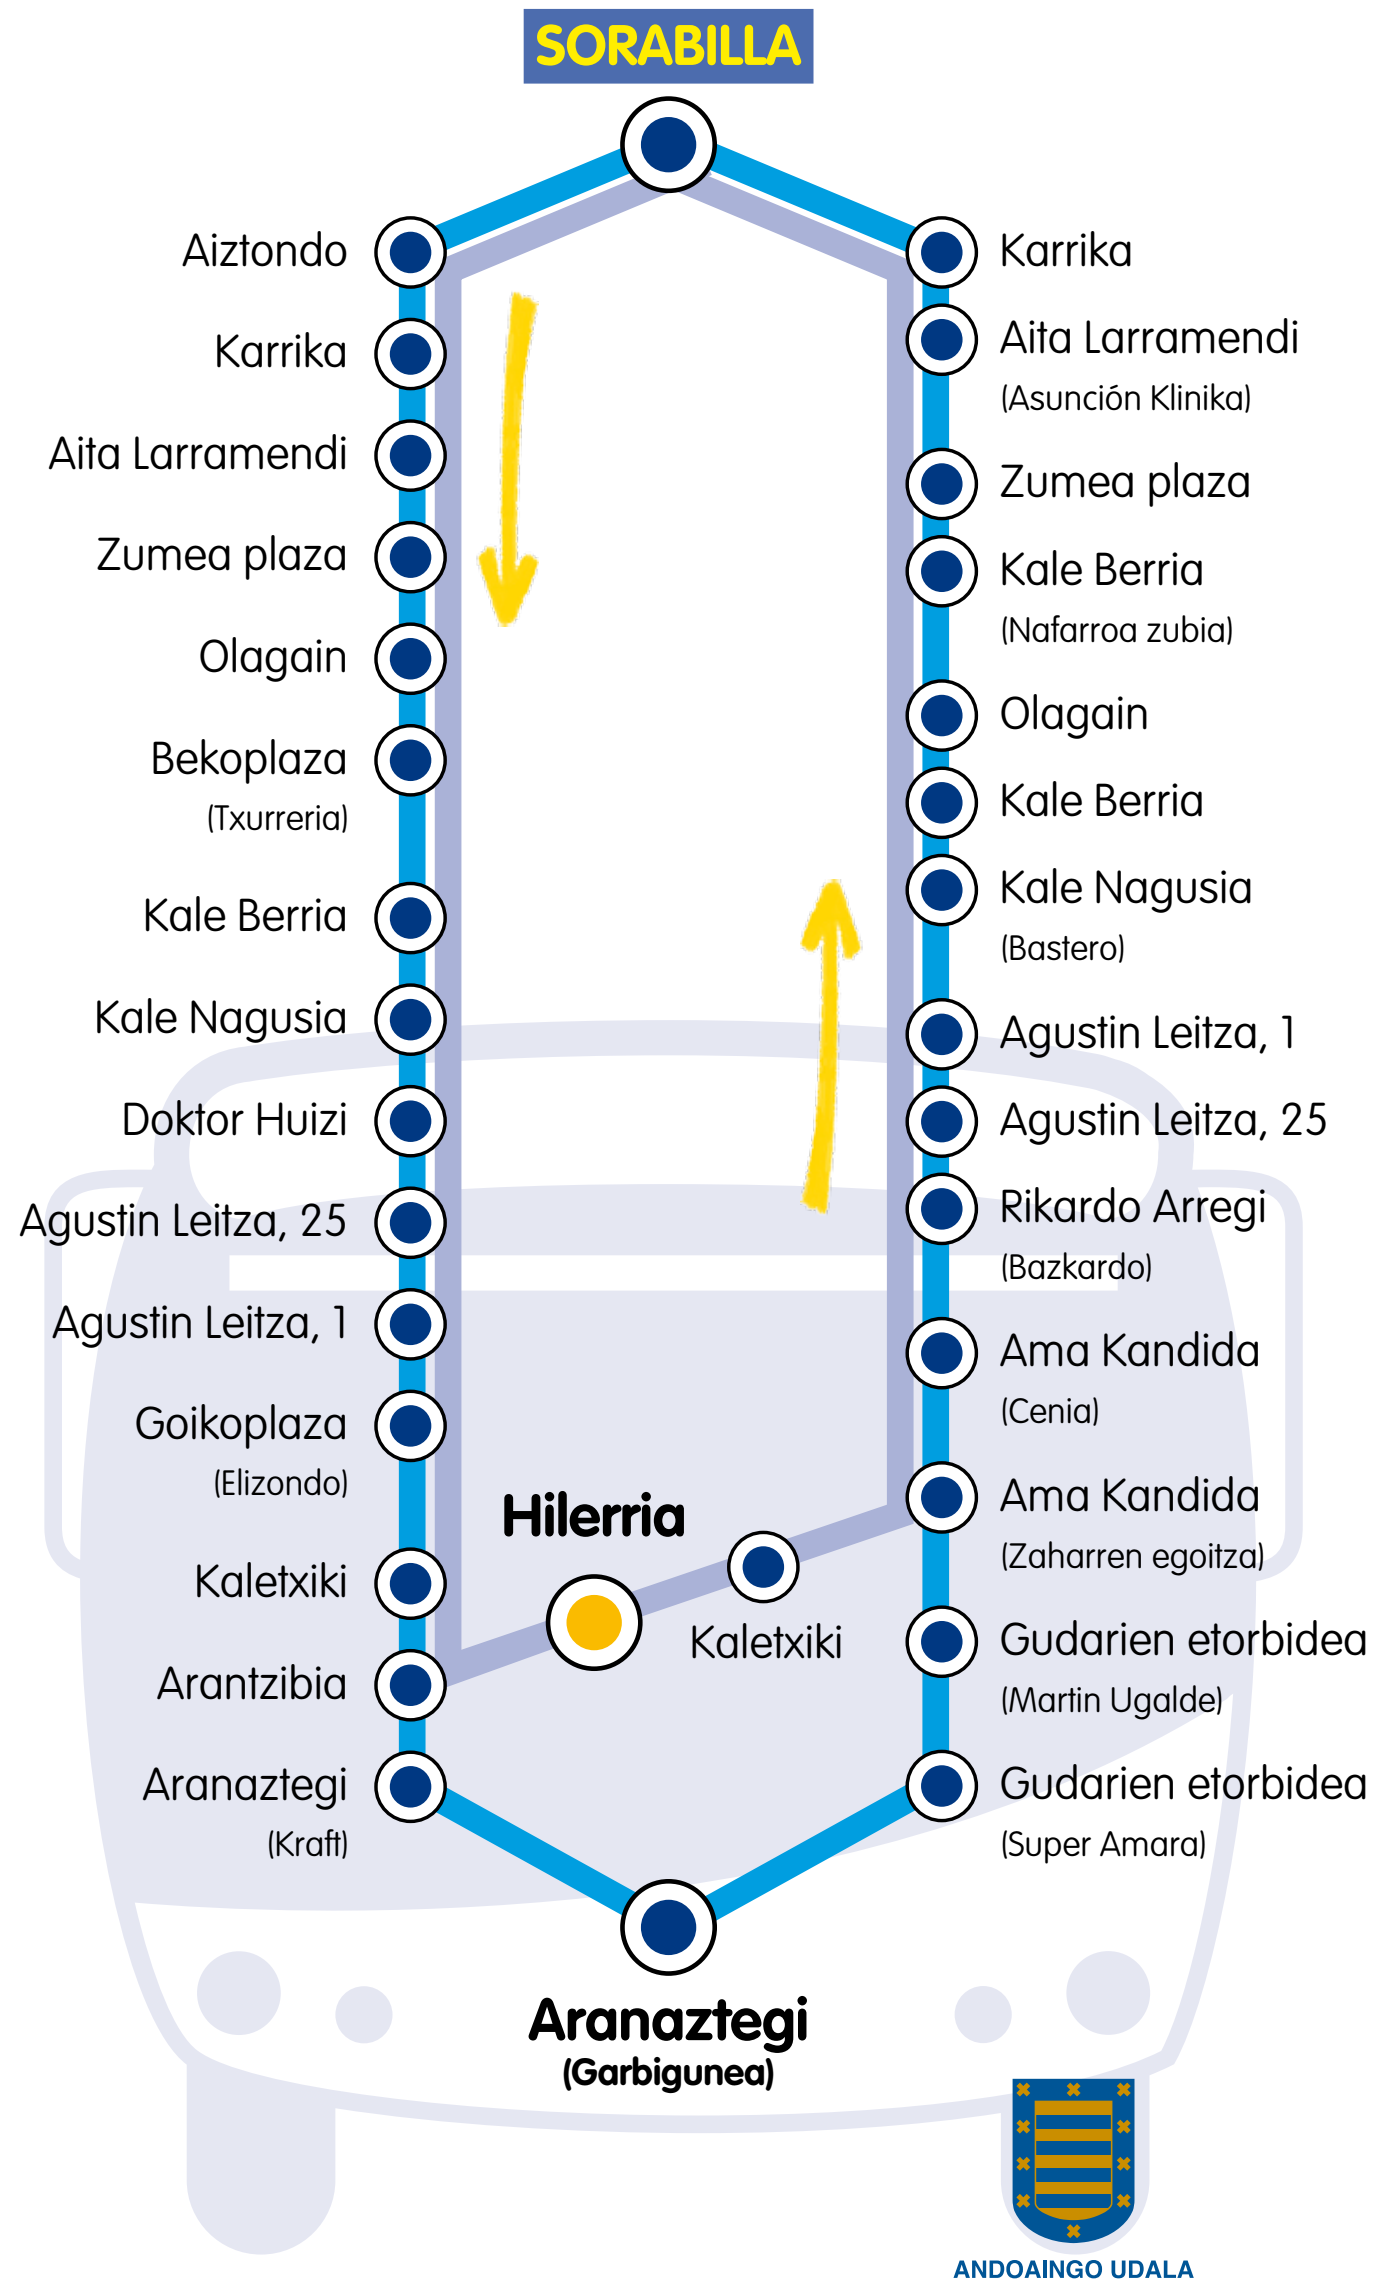 SORABILLA
Aiztondo
Karrika
Aita Larramendi
Zumea plaza
Olagain
Bekoplaza
(Txurreria)
Kale Berria
Kale Nagusia
Doktor Huizi
Agustin Leitza, 25
Agustin Leitza, 1
Goikoplaza
(Elizondo)
Kaletxiki
Arantzibia
Aranaztegi
(Kraft)
Hilerria
Kaletxiki
Karrika
Aita Larramendi
(Asunción Klinika)
Zumea plaza
Kale Berria
(Nafarroa zubia)
Olagain
Kale Berria
Kale Nagusia
(Bastero)
Agustin Leitza, 1
Agustin Leitza, 25
Rikardo Arregi
(Bazkardo)
Ama Kandida
(Cenia)
Ama Kandida
(Zaharren egoitza)
Gudarien etorbidea
(Martin Ugalde)
Gudarien etorbidea
(Super Amara)
Aranaztegi
(Garbigunea)
ANDOAINGO UDALA